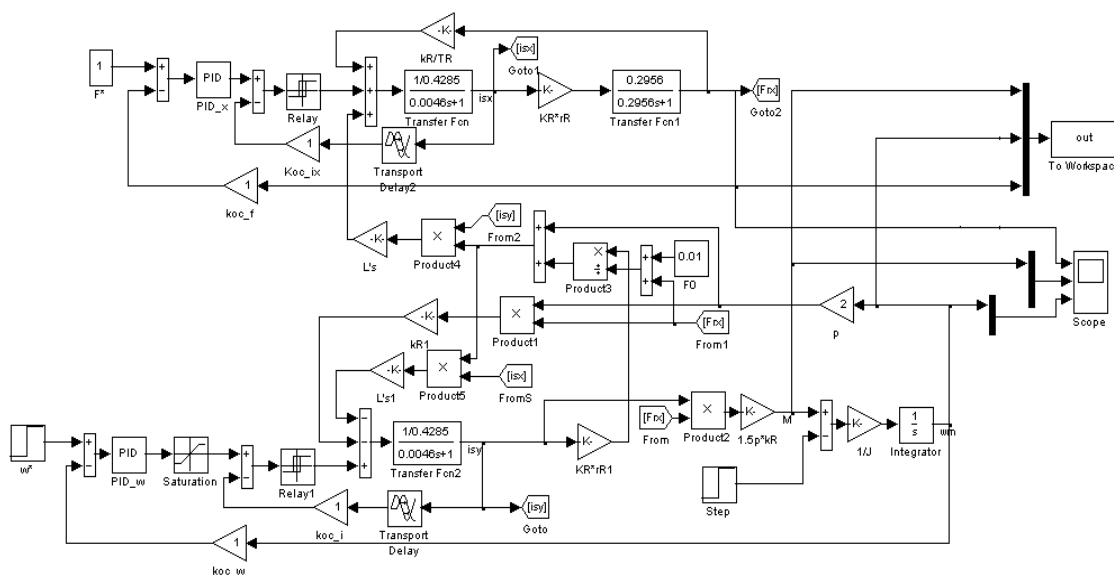 -K-
kR/TR
[isx]
Goto1
1
F*
PID
PID_x
Relay
1/0.4285
0.0046s+1
Transfer Fcn
isx
K-
KR*rR
0.2956
0.2956s+1
Transfer Fcn1
[Frx]
Goto2
out
To Workspac
1
Koc_ix
Transport
Delay2
1
koc_f
-K-
L's
×
Product4
[isy]
From2
×
÷
Product3
0.01
F0
-K-
kR1
×
Product1
[Frx]
From1
2
p
Scope
-K-
L's1
×
Product5
[isx]
FromS
w*
PID
PID_w
Saturation
Relay1
1/0.4285
0.0046s+1
Transfer Fcn2
isy
K-
KR*rR1
[Frx]
From
×
Product2
K-
1.5p*kR
M
K-
1/J
1
s
Integrator
wm
Step
1
koc_i
Transport
Delay
[isy]
Goto
1
koc_w